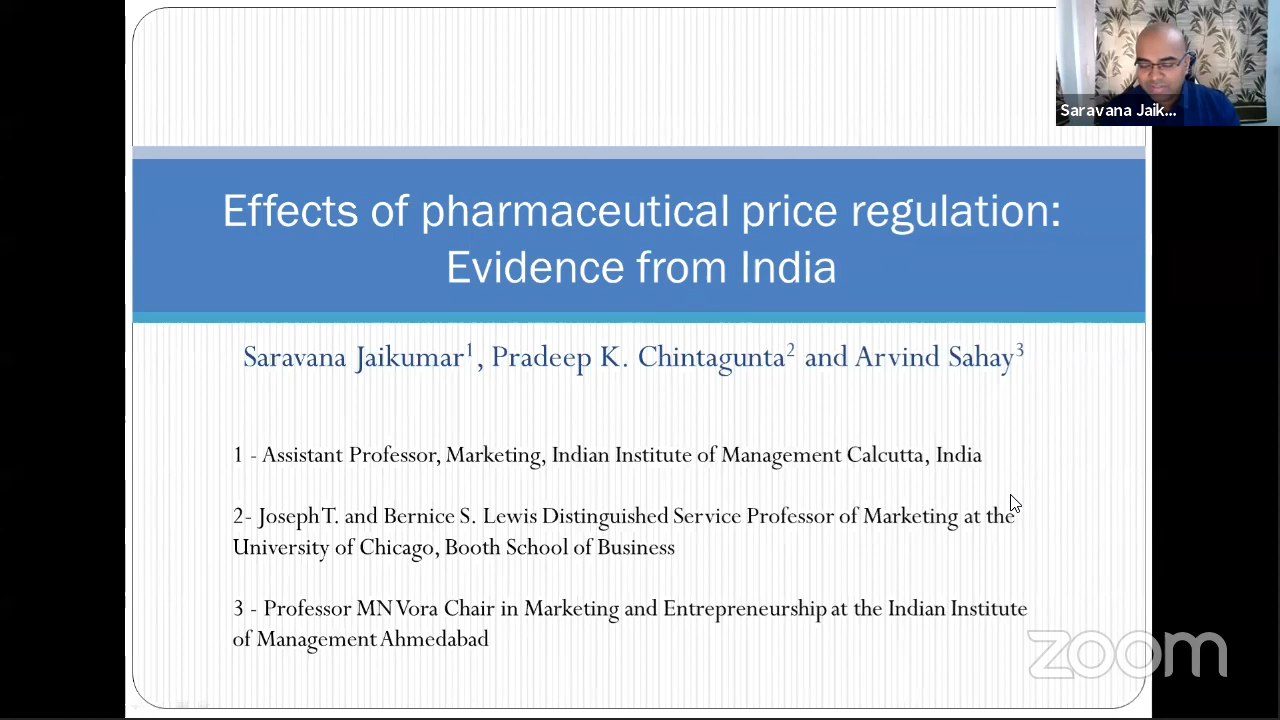 Saravana Jaik...
Effects of pharmaceutical price regulation:
Evidence from India
Saravana Jaikumar1, Pradeep K. Chintagunta2 and Arvind Sahay3
1 - Assistant Professor, Marketing, Indian Institute of Management Calcutta, India
2- Joseph T. and Bernice S. Lewis Distinguished Service Professor of Marketing at the
University of Chicago, Booth School of Business
3 - Professor MN Vora Chair in Marketing and Entrepreneurship at the Indian Institute
of Management Ahmedabad
zoom